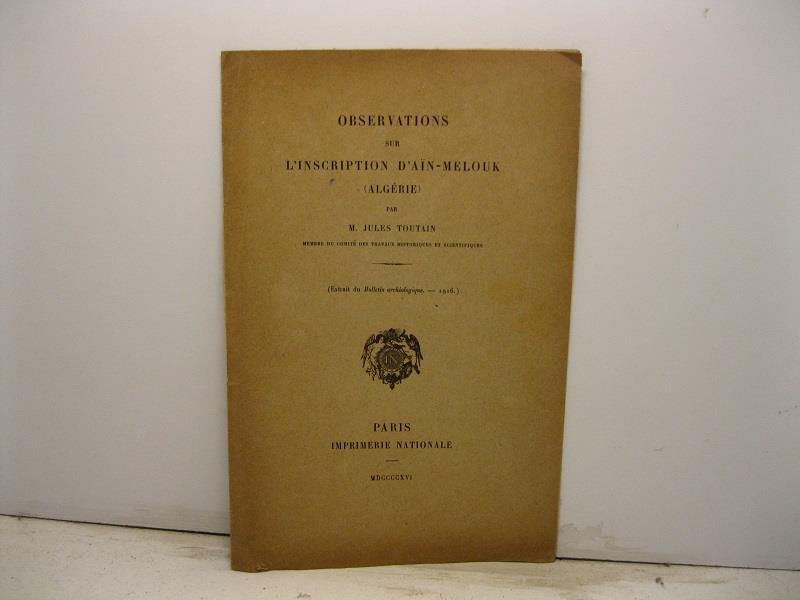 OBSERVATIONS
SUR
L'INSCRIPTION D'AÏN-MELOUK
(ALGÉRIE)
PAR
M. JULES TOUTAIN
MEMBRE DU COMITÉ DES TRAVAUX HISTORIQUES ET SCIENTIFIQUES
(Extrait du Bulletin archéologique. — 1916.)
IN
PARIS
IMPRIMERIE NATIONALE
MDCCCCXVI